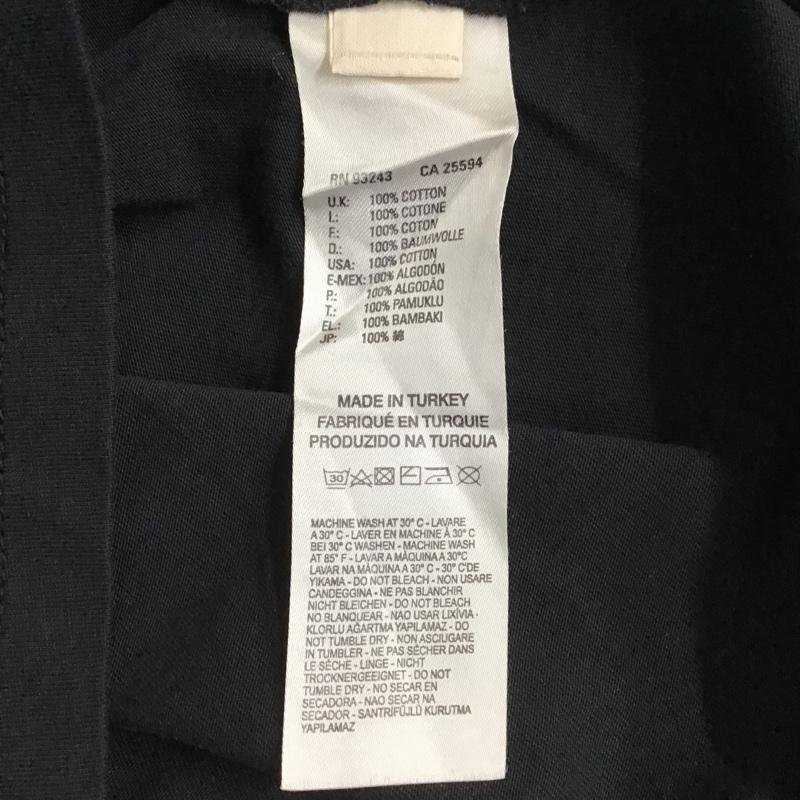 RN 93243 CA 25594
U.K: 100% COTTON
I.: 100% COTONE
F.: 100% COTON
D.: 100% BAUMWOLLE
USA: 100% COTTON
E-MEX: 100% ALGODÓN
P.: 100% ALGODÃO
T.: 100% PAMUKLU
EL.: 100% BAMBAKI
JP: 100% 綿
MADE IN TURKEY
FABRIQUÉ EN TURQUIE
PRODUZIDO NA TURQUIA
30
MACHINE WASH AT 30° C - LAVARE
A 30° C - LAVER EN MACHINE À 30° C
BEI 30° C WASHEN - MACHINE WASH
AT 85° F - LAVAR A MÁQUINA A 30°C
LAVAR NA MÁQUINA A 30° C - 30° C'DE
YIKAMA - DO NOT BLEACH - NON USARE
CANDEGGINA - NE PAS BLANCHIR
NICHT BLEICHEN - DO NOT BLEACH
NO BLANQUEAR - NAO USAR LIXÍVIA -
KLORLU AĞARTMA YAPILAMAZ - DO
NOT TUMBLE DRY - NON ASCIUGARE
IN TUMBLER - NE PAS SÉCHER DANS
LE SÈCHE - LINGE - NICHT
TROCKNERGEEIGNET - DO NOT
TUMBLE DRY - NO SECAR EN
SECADORA - NAO SECAR NA
SECADOR - SANTRİFÜJLÜ KURUTMA
YAPILAMAZ